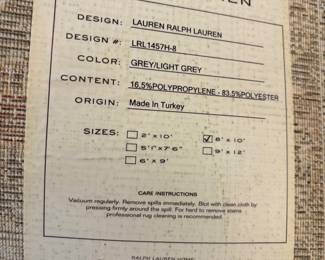 DESIGN: LAUREN RALPH LAUREN
DESIGN #: LRL1457H-8
COLOR: GREY/LIGHT GREY
CONTENT: 16.5%POLYPROPYLENE - 83.5%POLYESTER
ORIGIN: Made In Turkey
SIZES: 2' x 10' 8' x 10'
5'1"x 7'6" 9' x 12'
6' x 9'
CARE INSTRUCTIONS
Vacuum regularly. Remove spills immediately. Blot with clean cloth by
pressing firmly around the spill. For hard to remove stains
professional rug cleaning is recommended.
RALPH LAUREN HOME